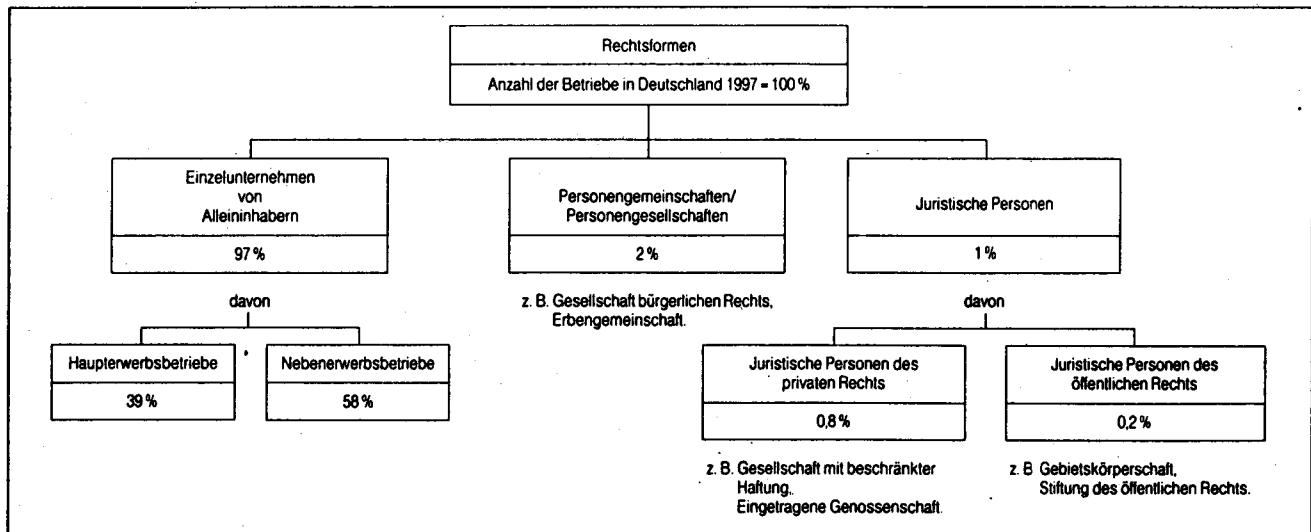 Rechtsformen
Anzahl der Betriebe in Deutschland 1997 = 100 %
Einzelunternehmen
von
Alleininhabern
97 %
Personengemeinschaften/
Personengesellschaften
2 %
Juristische Personen
1 %
davon
z. B. Gesellschaft bürgerlichen Rechts,
Erbengemeinschaft.
davon
Haupterwerbsbetriebe
39 %
Nebenerwerbsbetriebe
58 %
Juristische Personen des
privaten Rechts
0,8 %
Juristische Personen des
öffentlichen Rechts
0,2 %
z. B. Gesellschaft mit beschränkter
Haftung,
Eingetragene Genossenschaft.
z. B Gebietskörperschaft,
Stiftung des öffentlichen Rechts.